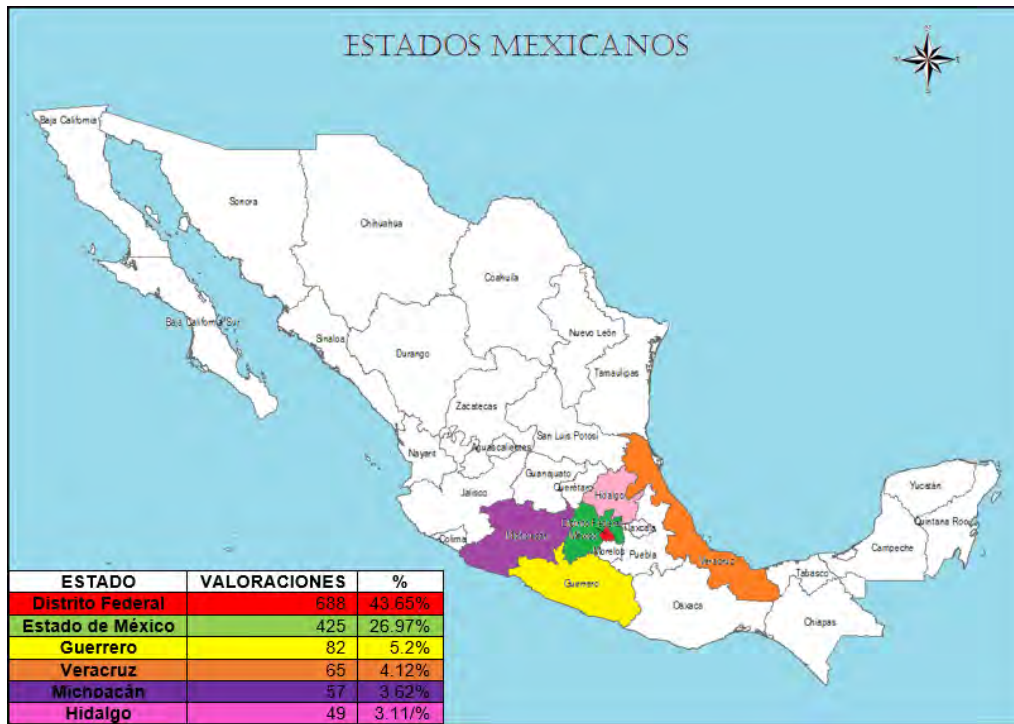 ESTADOS MEXICANOS
N
Baja California
Sonora
Chihuahua
Coahuila
Baja California Sur
Sinaloa
Nuevo León
Durango
Tamaulipas
Zacatecas
San Luis Potosí
Nayarit
Aguascalientes
Guanajuato
Querétaro
Hidalgo
Yucatán
Jalisco
Quintana Roo
Tlaxcala
México
Michoacán
Colima
Morelos
Puebla
Campeche
Veracruz
Tabasco
Guerrero
Oaxaca
Chiapas
ESTADO VALORACIONES %
Distrito Federal 688 43.65%
Estado de México 425 26.97%
Guerrero 82 5.2%
Veracruz 65 4.12%
Michoacán 57 3.62%
Hidalgo 49 3.11/%